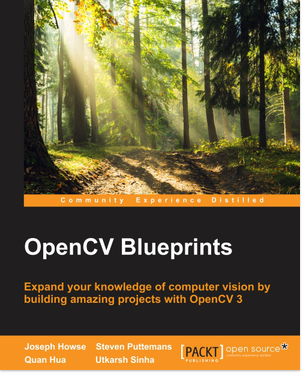 Community Experience Distilled
OpenCV Blueprints
Expand your knowledge of computer vision by
building amazing projects with OpenCV 3
Joseph Howse Steven Puttemans
Quan Hua Utkarsh Sinha
[PACKT] open source*
PUBLISHING